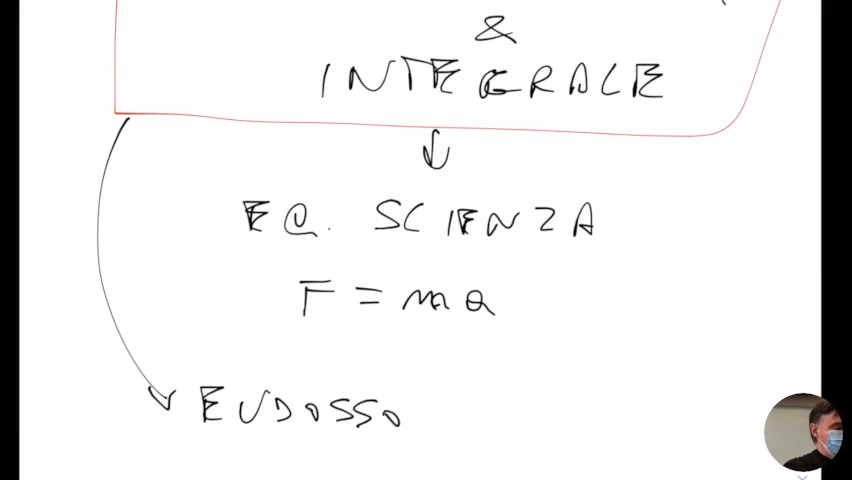 &
INTEGRALE
EQ. SCIENZA
F = ma
EUDOSSO